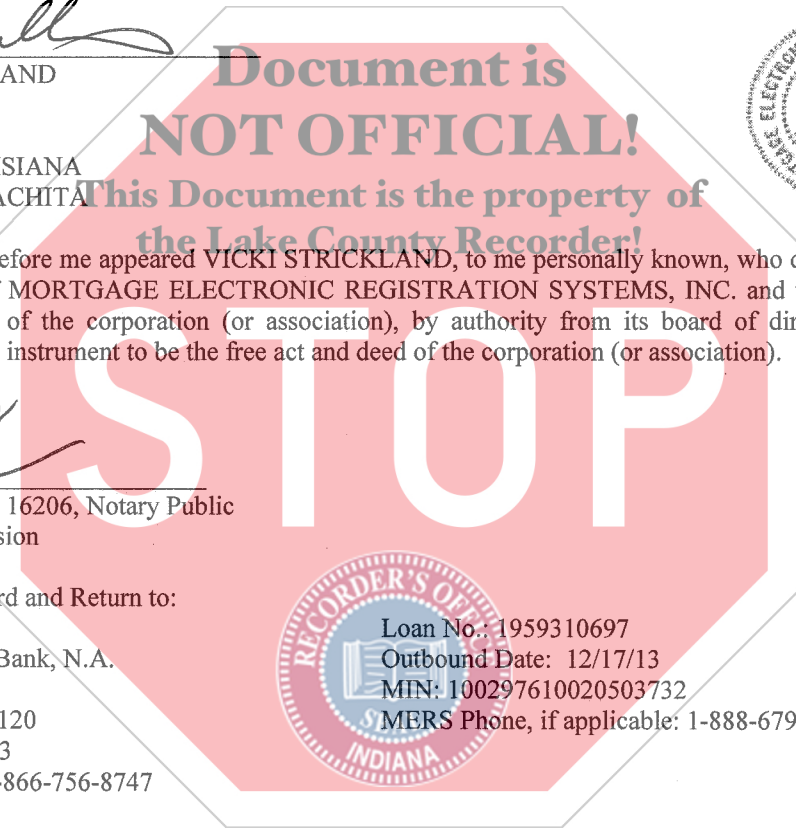 AND
Document is
NOT OFFICIAL!
ISIANA
ACHITA
This Document is the property of
the Lake County Recorder!
efore me appeared VICKI STRICKLAND, to me personally known, who
MORTGAGE ELECTRONIC REGISTRATION SYSTEMS, INC. and
of the corporation (or association), by authority from its board of dir
instrument to be the free act and deed of the corporation (or association).
STOP
16206, Notary Public
sion
rd and Return to:
Bank, N.A.
120
3
-866-756-8747
Loan No.: 1959310697
Outbound Date: 12/17/13
MIN: 100297610020503732
MERS Phone, if applicable: 1-888-679
RECORDER'S OFFICE
INDIANA